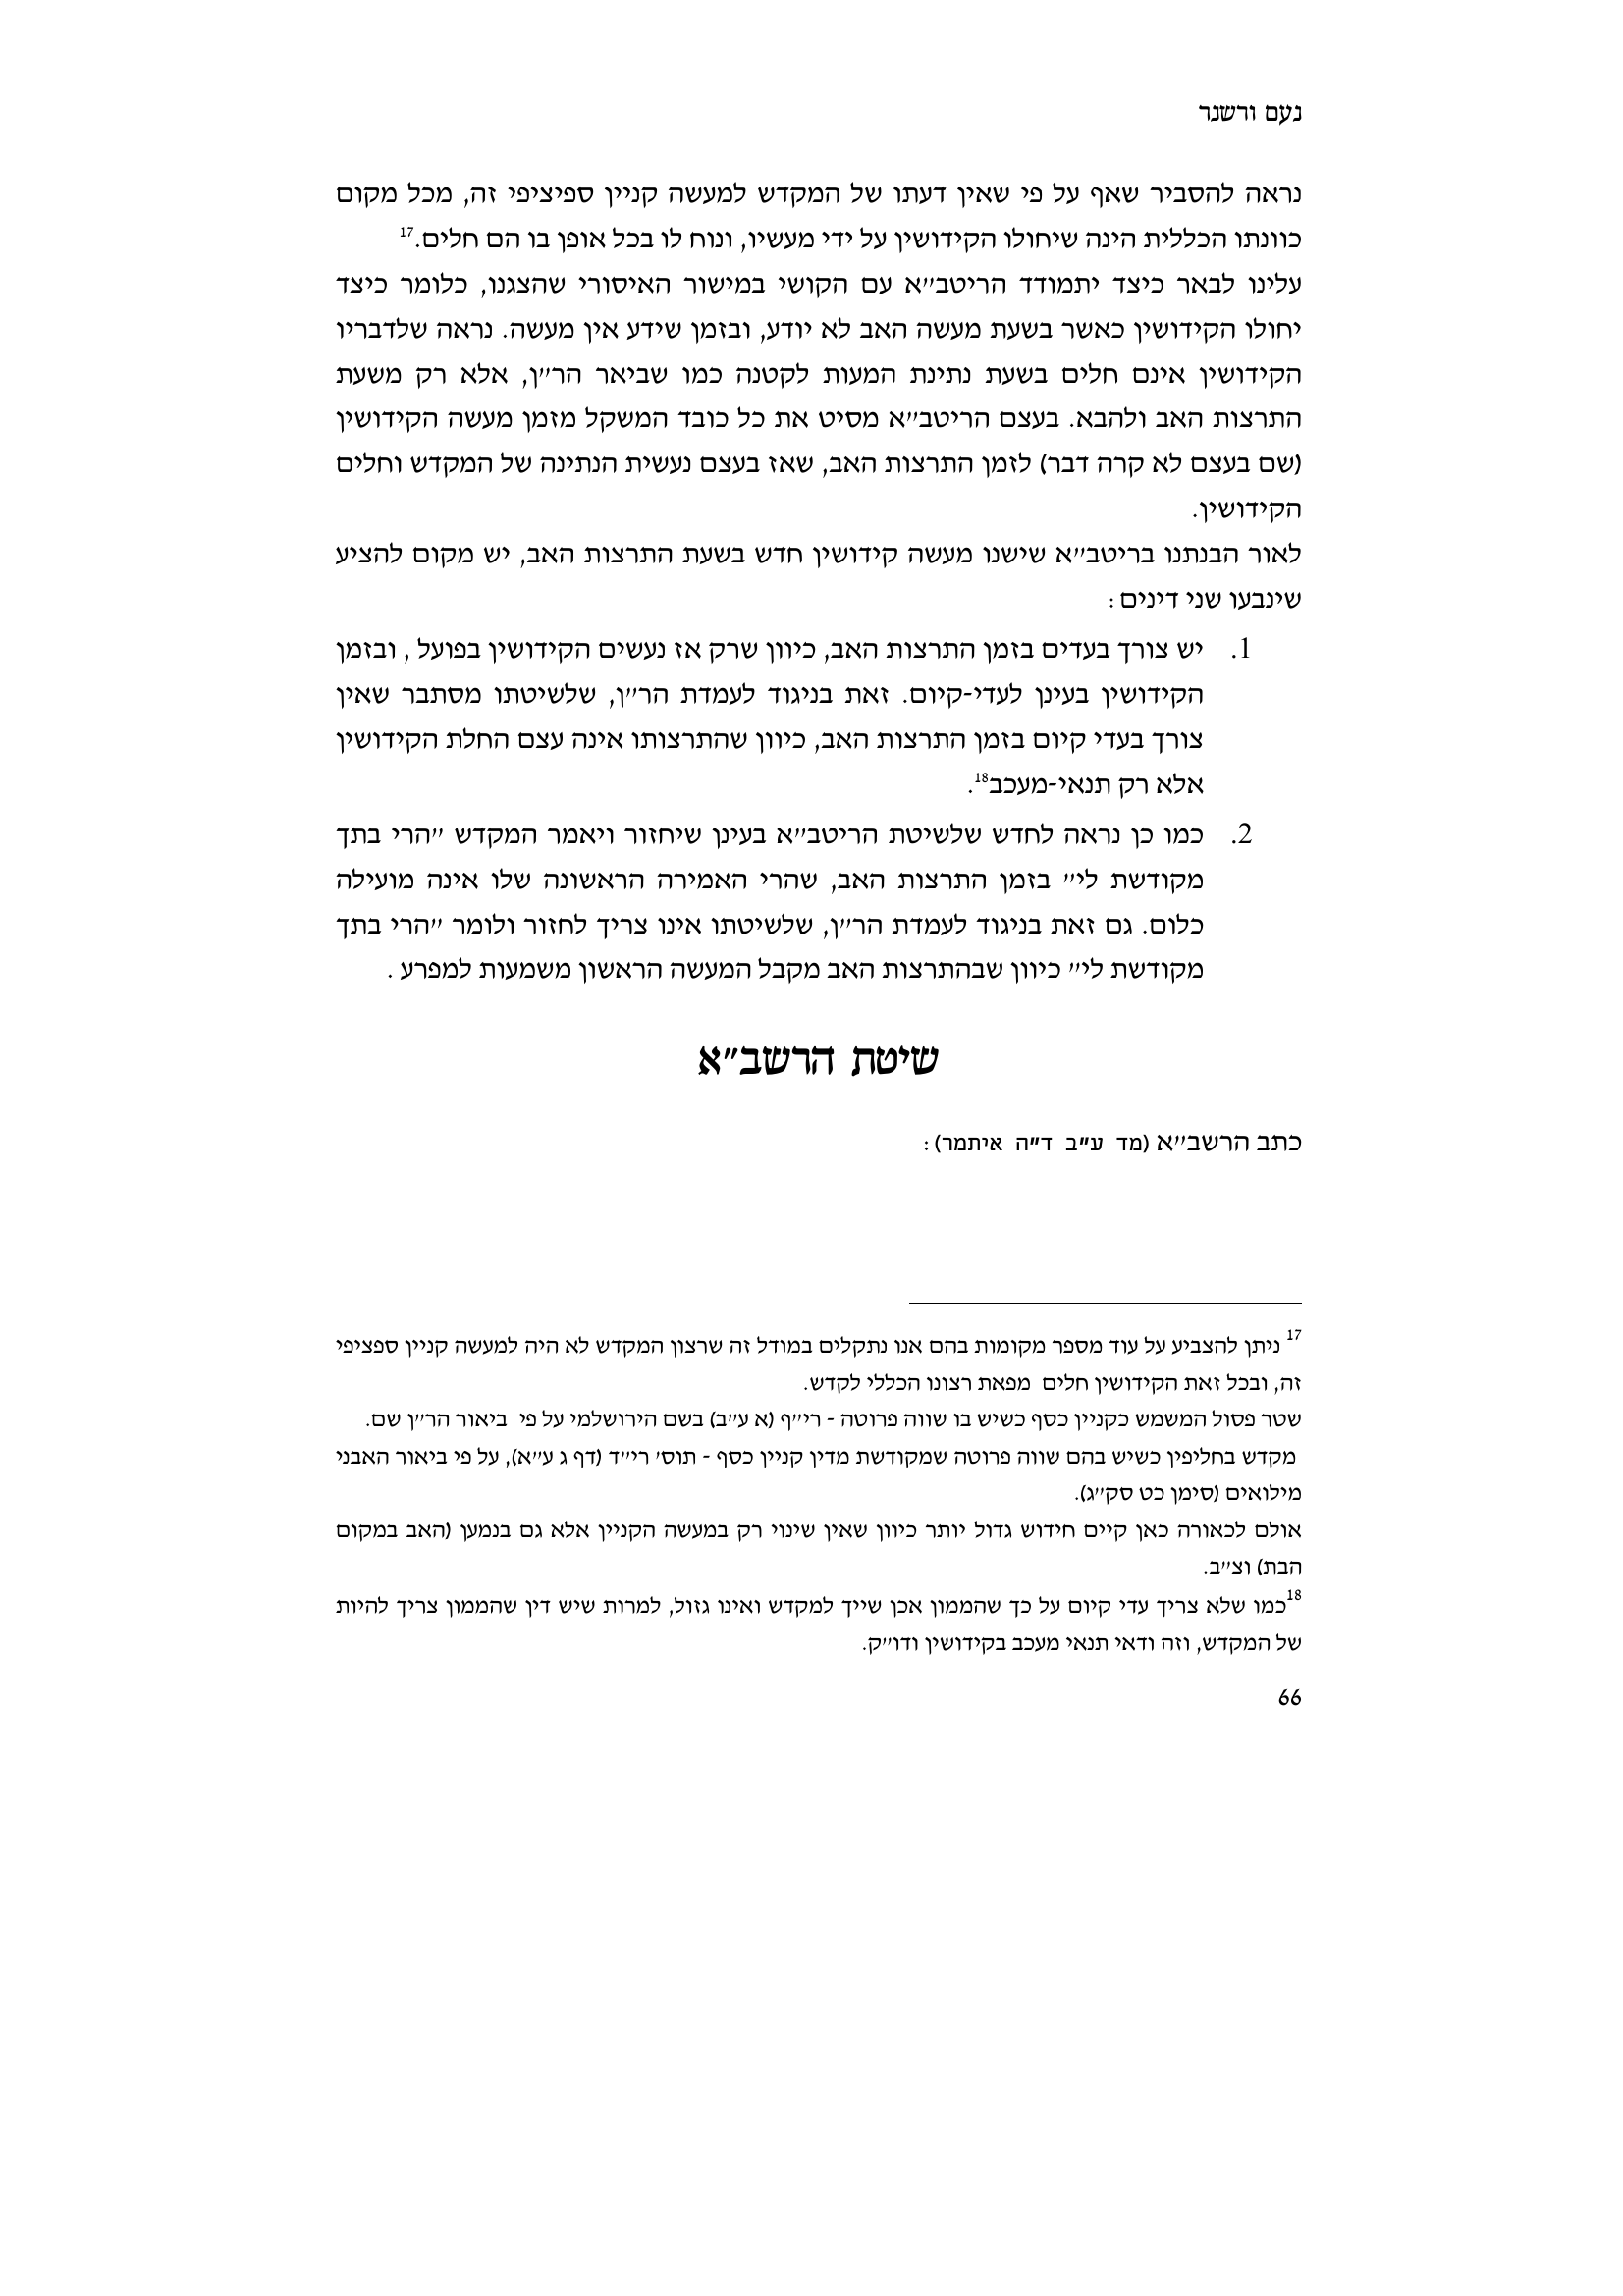 נעם ורשנר
נראה להסביר שאף על פי שאין דעתו של המקדש למעשה קניין ספיציפי זה, מכל מקום
כוונתו הכללית הינה שיחולו הקידושין על ידי מעשיו, ונוח לו בכל אופן בו הם חלים.17
עלינו לבאר כיצד יתמודד הריטב״א עם הקושי במישור האיסורי שהצגנו, כלומר כיצד
יחולו הקידושין כאשר בשעת מעשה האב לא יודע, ובזמן שידע אין מעשה. נראה שלדבריו
הקידושין אינם חלים בשעת נתינת המעות לקטנה כמו שביאר הר״ן, אלא רק משעת
התרצות האב ולהבא. בעצם הריטב״א מסיט את כל כובד המשקל מזמן מעשה הקידושין
(שם בעצם לא קרה דבר) לזמן התרצות האב, שאז בעצם נעשית הנתינה של המקדש וחלים
הקידושין.
לאור הבנתנו בריטב״א שישנו מעשה קידושין חדש בשעת התרצות האב, יש מקום להציע
שינבעו שני דינים:
1. יש צורך בעדים בזמן התרצות האב, כיוון שרק אז נעשים הקידושין בפועל , ובזמן
הקידושין בעינן לעדי-קיום. זאת בניגוד לעמדת הר״ן, שלשיטתו מסתבר שאין
צורך בעדי קיום בזמן התרצות האב, כיוון שהתרצותו אינה עצם החלת הקידושין
אלא רק תנאי-מעכב18.
2. כמו כן נראה לחדש שלשיטת הריטב״א בעינן שיחזור ויאמר המקדש ״הרי בתך
מקודשת לי״ בזמן התרצות האב, שהרי האמירה הראשונה שלו אינה מועילה
כלום. גם זאת בניגוד לעמדת הר״ן, שלשיטתו אינו צריך לחזור ולומר ״הרי בתך
מקודשת לי״ כיוון שבהתרצות האב מקבל המעשה הראשון משמעות למפרע .
שיטת הרשב״א
כתב הרשב״א (מד ע״ב ד״ה איתמר):
17 ניתן להצביע על עוד מספר מקומות בהם אנו נתקלים במודל זה שרצון המקדש לא היה למעשה קניין ספציפי
זה, ובכל זאת הקידושין חלים מפאת רצונו הכללי לקדש.
שטר פסול המשמש כקניין כסף כשיש בו שווה פרוטה - רי״ף (א ע״ב) בשם הירושלמי על פי ביאור הר״ן שם.
מקדש בחליפין כשיש בהם שווה פרוטה שמקודשת מדין קניין כסף - תוס׳ רי״ד (דף ג ע״א), על פי ביאור האבני
מילואים (סימן כט סק״ג).
אולם לכאורה כאן קיים חידוש גדול יותר כיוון שאין שינוי רק במעשה הקניין אלא גם בנמען (האב במקום
הבת) וצ״ב.
18כמו שלא צריך עדי קיום על כך שהממון אכן שייך למקדש ואינו גזול, למרות שיש דין שהממון צריך להיות
של המקדש, וזה ודאי תנאי מעכב בקידושין ודו״ק.
66